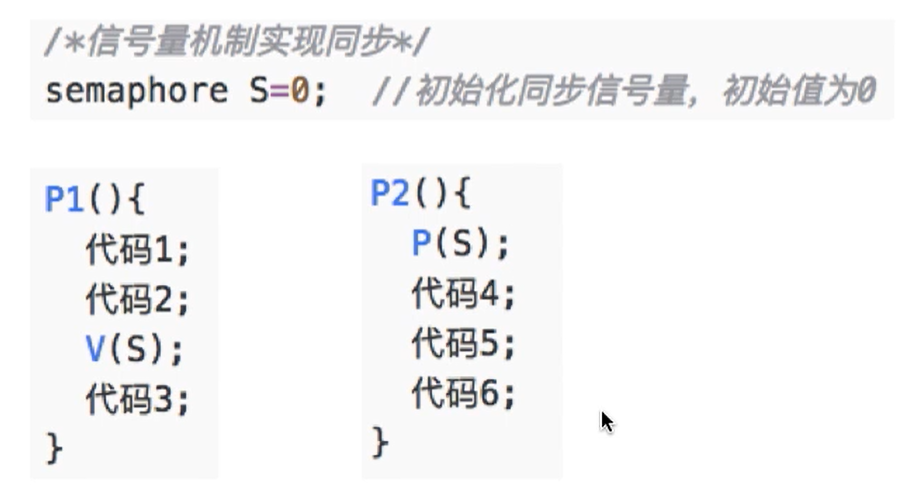 /*信号量机制实现同步*/
semaphore S=0;  //初始化同步信号量，初始值为0
P1(){
代码1;
代码2;
V(S);
代码3;
}
P2(){
P(S);
代码4;
代码5;
代码6;
}